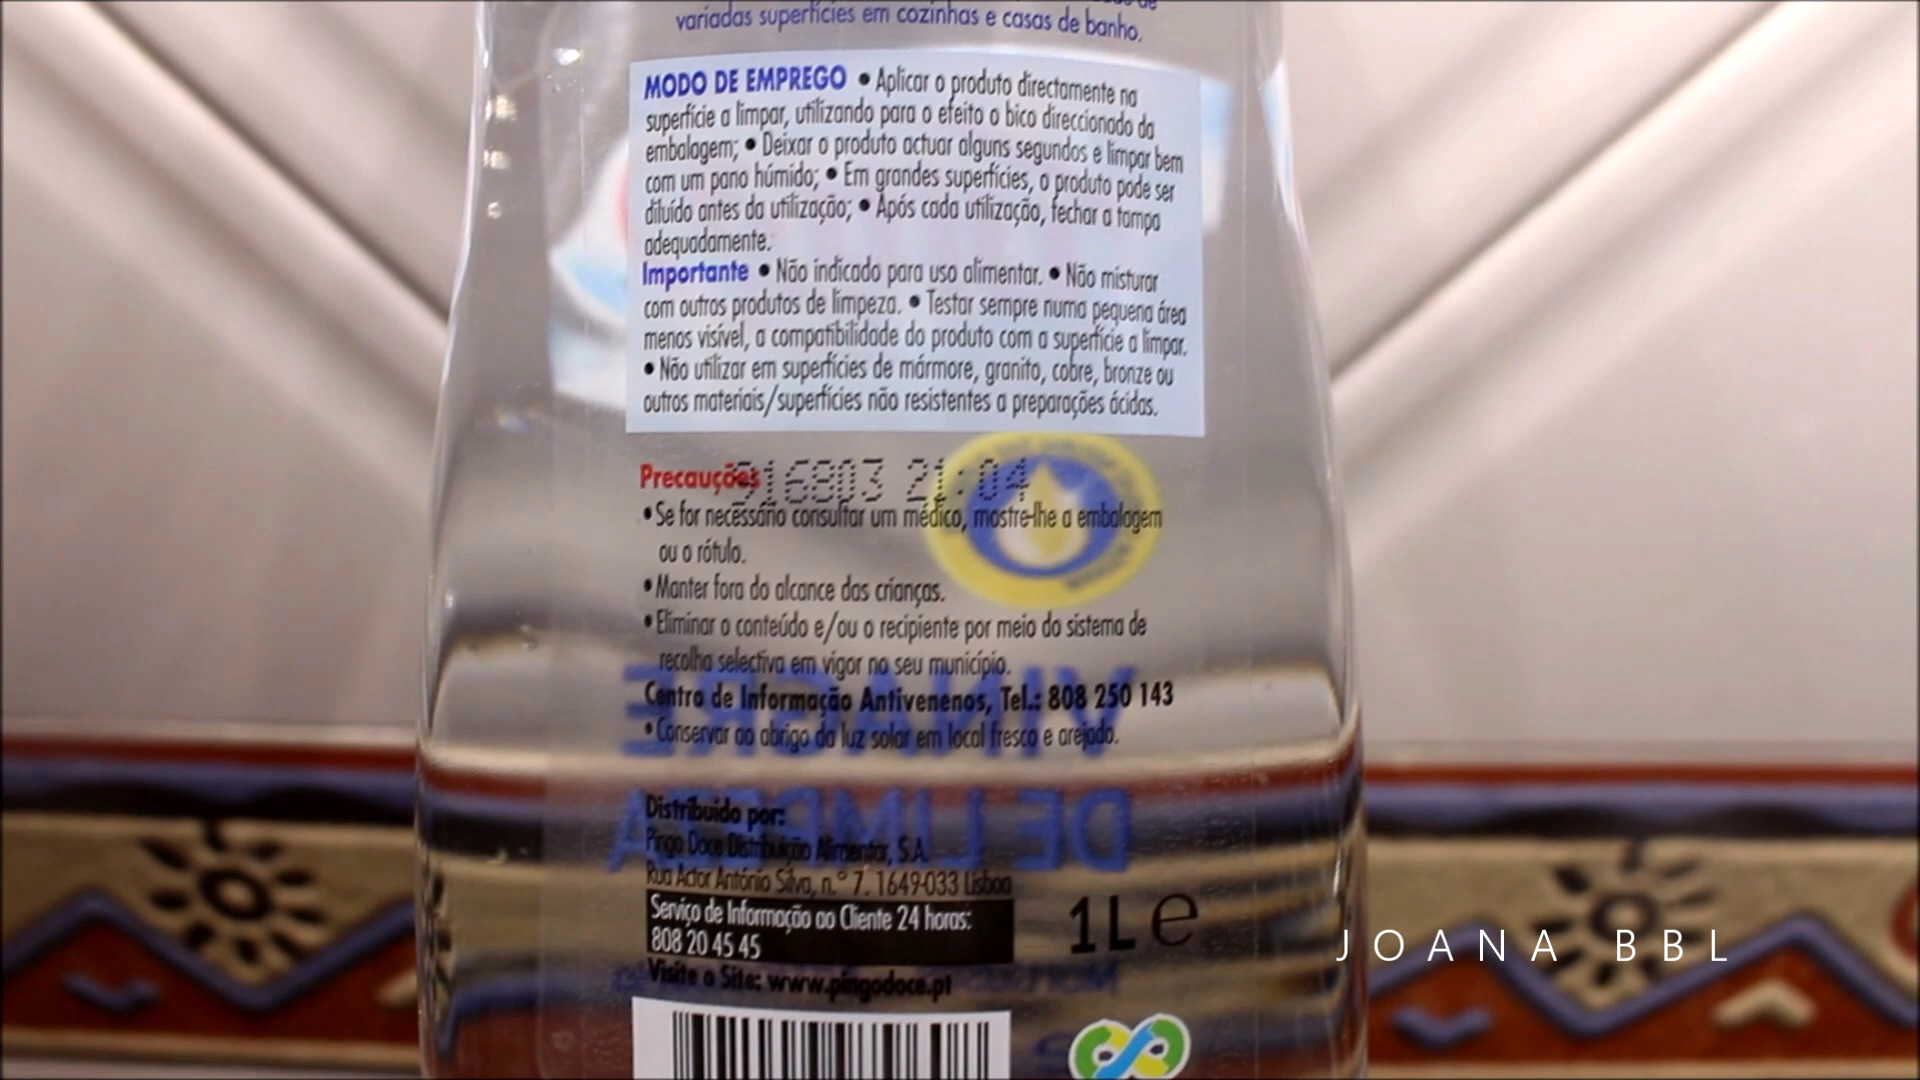 variadas superfícies em cozinhas e casas de banho.
MODO DE EMPREGO • Aplicar o produto directamente na
superfície a limpar, utilizando para o efeito o bico direccionado da
embalagem; • Deixar o produto actuar alguns segundos e limpar bem
com um pano húmido; • Em grandes superfícies, o produto pode ser
diluído antes da utilização; • Após cada utilização, fechar a tampa
adequadamente.
Importante • Não indicado para uso alimentar. • Não misturar
com outros produtos de limpeza. • Testar sempre numa pequena área
menos visível, a compatibilidade do produto com a superfície a limpar.
• Não utilizar em superfícies de mármore, granito, cobre, bronze ou
outros materiais/superfícies não resistentes a preparações ácidas.
Precauções
916803 21:04
• Se for necessário consultar um médico, mostre-lhe a embalagem
ou o rótulo.
• Manter fora do alcance das crianças.
• Eliminar o conteúdo e/ou o recipiente por meio do sistema de
recolha selectiva em vigor no seu município.
Centro de Informação Antivenenos, Tel.: 808 250 143
• Conservar ao abrigo da luz solar em local fresco e arejado.
VINAGRE
DE LIMPEZA
Distribuído por:
Pingo Doce Distribuição Alimentar, S.A.
Rua Actor António Silva, n.º 7. 1649-033 Lisboa
Serviço de Informação ao Cliente 24 horas:
808 20 45 45
Visite o Site: www.pingodoce.pt
1L e
JOANA BBL